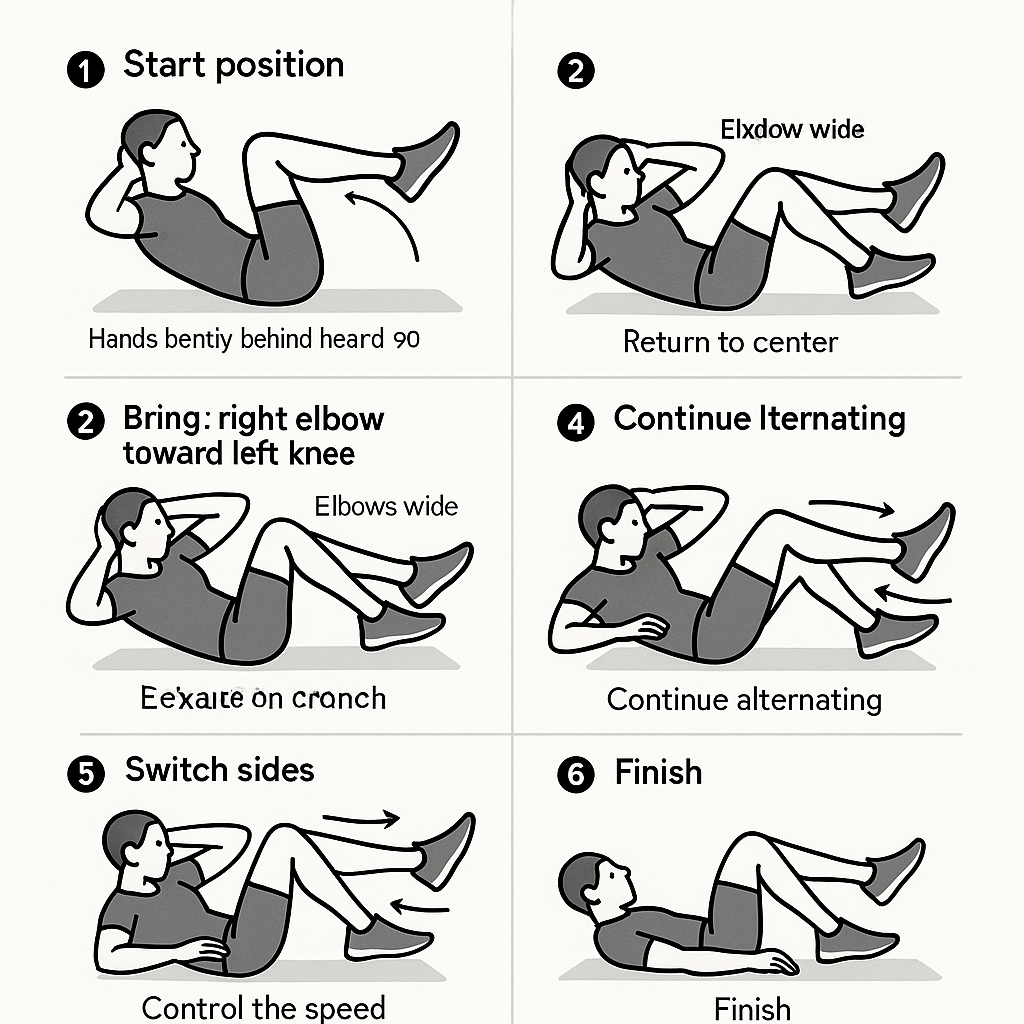 1 Start position
Hands bentiy behind heard 90
2
Elxdow wide
Return to center
2 Bring: right elbow
toward left knee
Elbows wide
on cronch
4 Continue lternating
Continue alternating
5 Switch sides
Control the speed
6 Finish
Finish